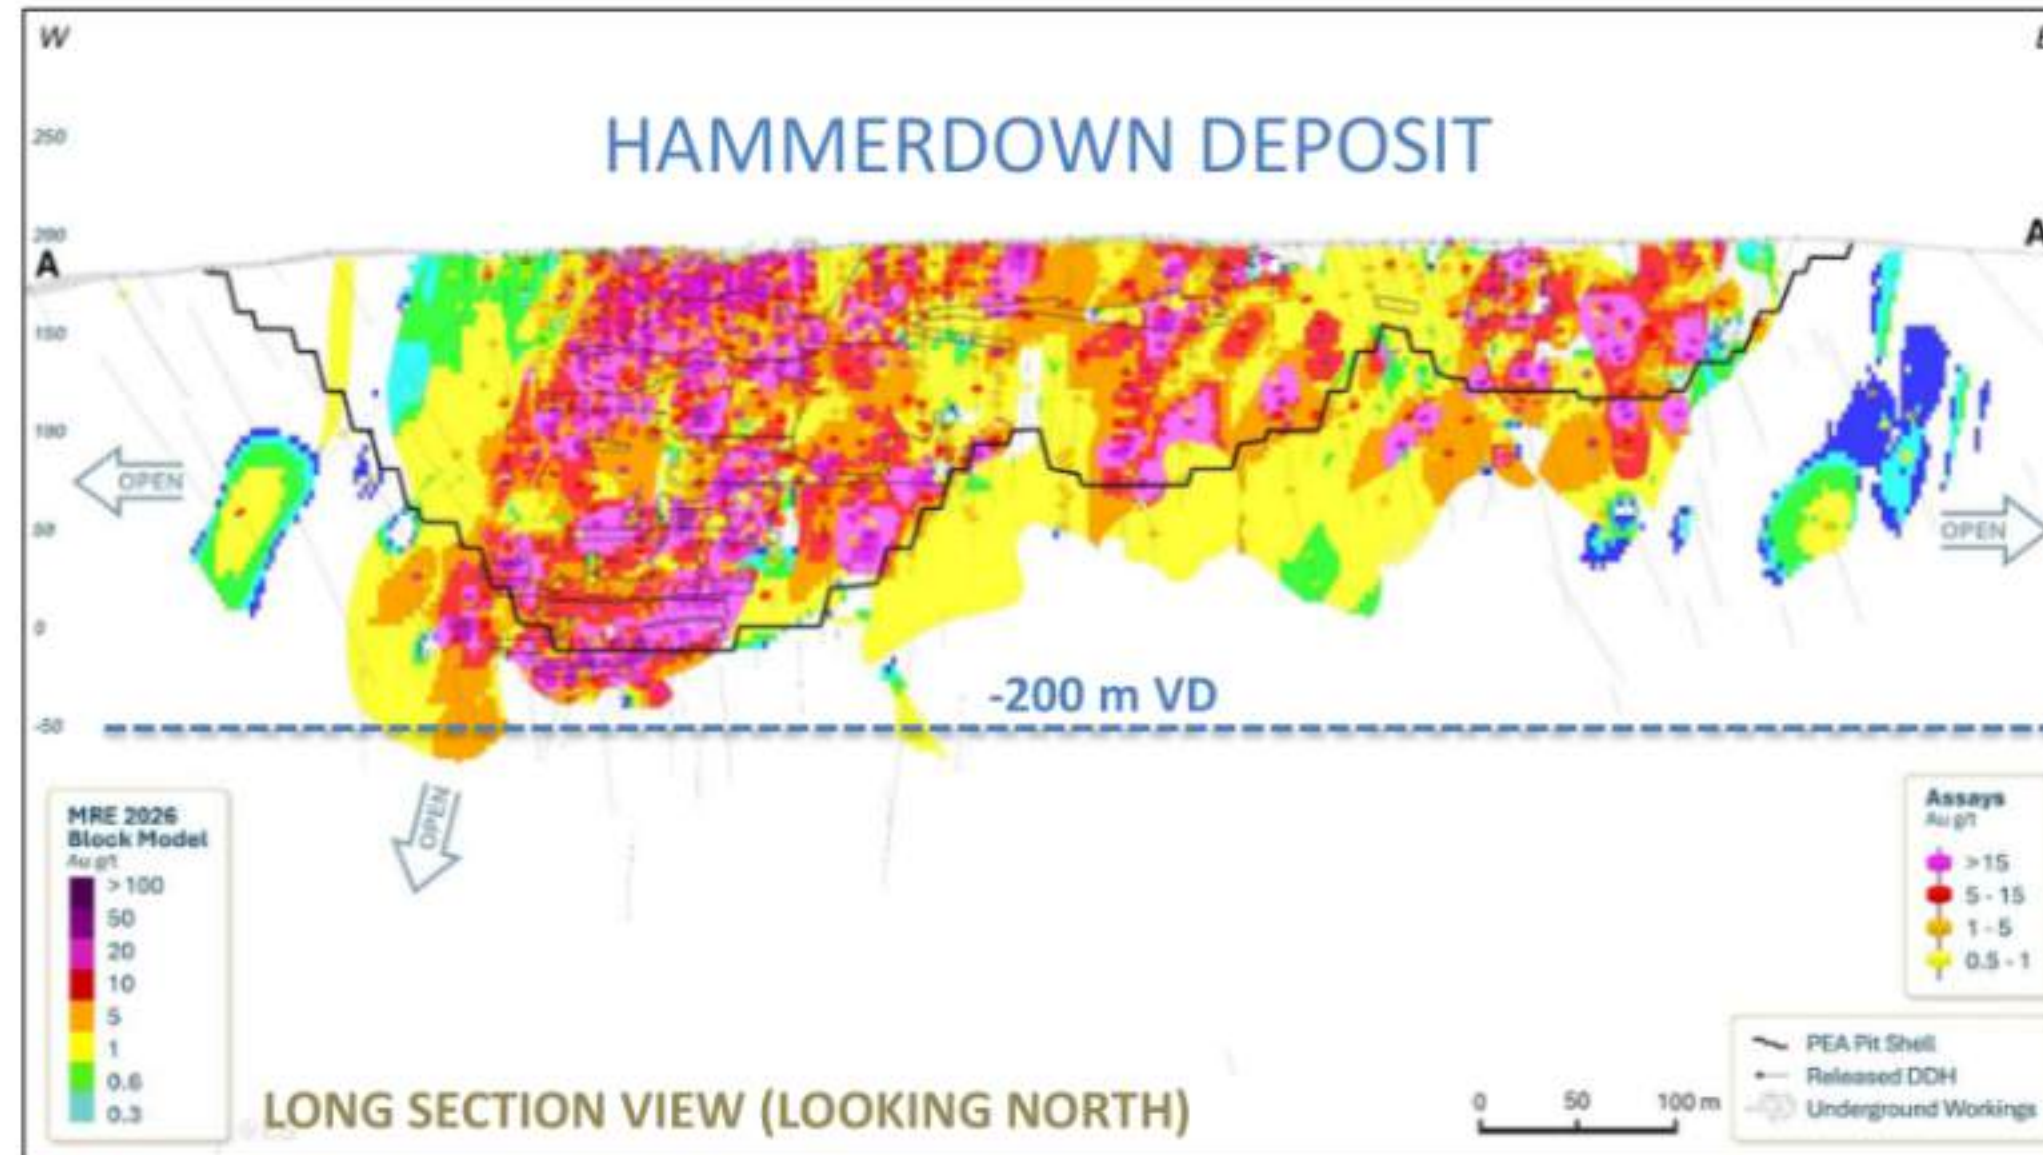 W
HAMMERDOWN DEPOSIT
250
200
A
A
150
100
50
0
-50
OPEN
OPEN
OPEN
-200 m VD
MRE 2026
Block Model
Au g/t
>100
50
20
10
5
1
0.6
0.3
LONG SECTION VIEW (LOOKING NORTH)
0 50 100 m
Assays
Au g/t
>15
5 - 15
1 - 5
0.5 - 1
PEA Pit Shell
Released DDH
Underground Workings